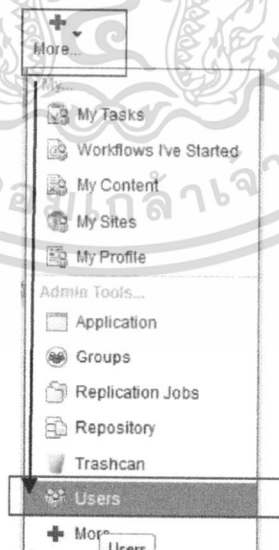 More...
My...
My Tasks
Workflows I've Started
My Content
My Sites
My Profile
Admin Tools...
Application
Groups
Replication Jobs
Repository
Trashcan
Users
More...
Users